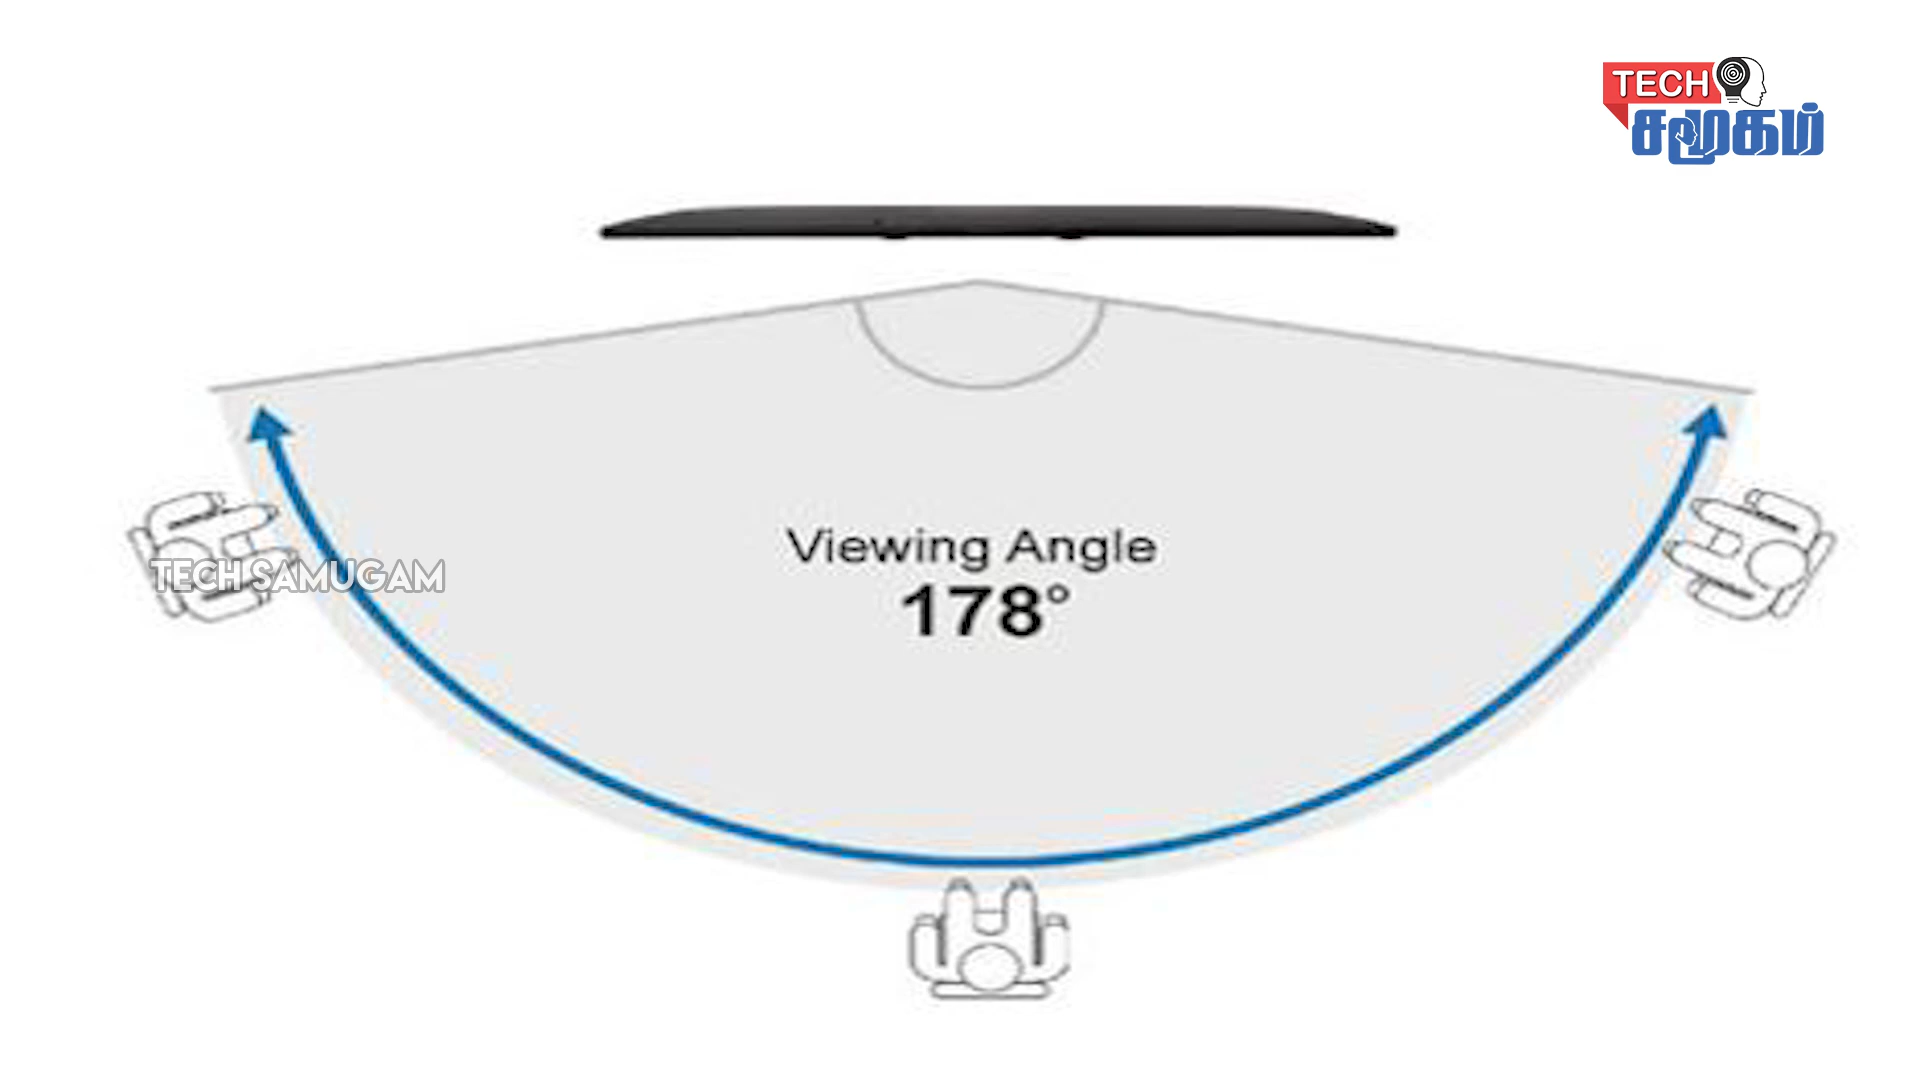 TECH
சமூகம்
Viewing Angle
178°
TECH SAMUGAM